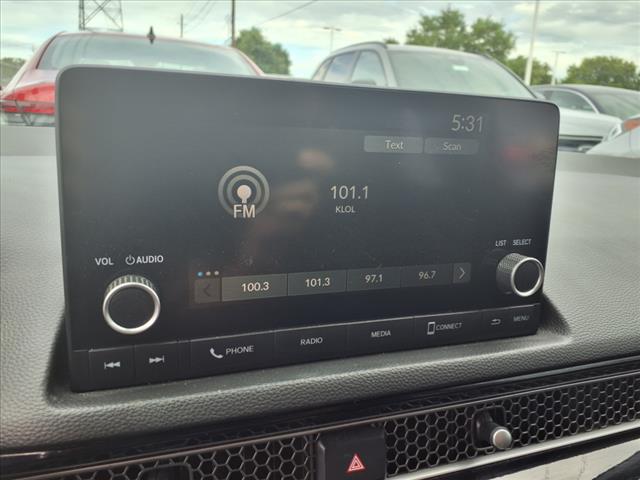 5:31
Text Scan
FM
101.1
KLOL
VOL AUDIO
LIST SELECT
100.3 101.3 97.1 96.7
PHONE RADIO MEDIA CONNECT MENU